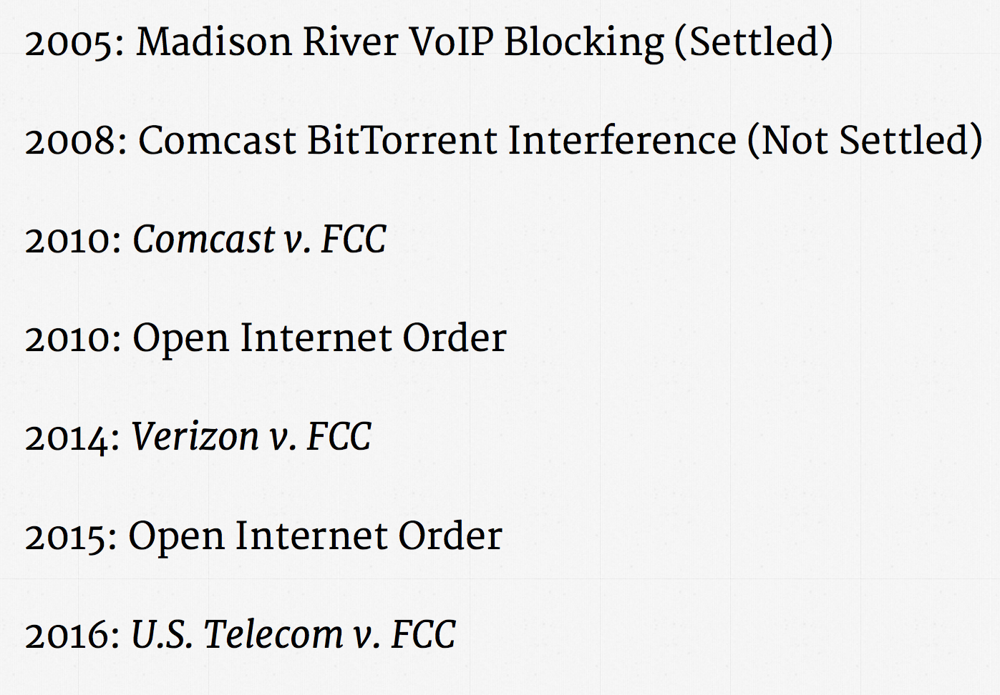 2005: Madison River VoIP Blocking (Settled)
2008: Comcast BitTorrent Interference (Not Settled)
2010: Comcast v. FCC
2010: Open Internet Order
2014: Verizon v. FCC
2015: Open Internet Order
2016: U.S. Telecom v. FCC